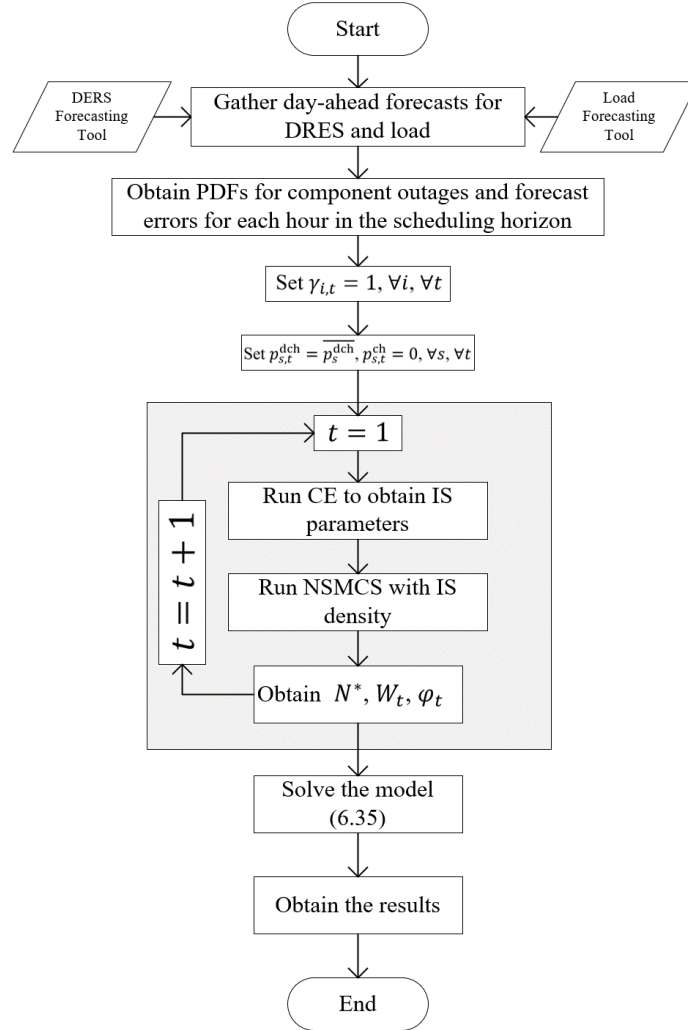 Start
DERS
Forecasting
Tool
Gather day-ahead forecasts for
DRES and load
Load
Forecasting
Tool
Obtain PDFs for component outages and forecast
errors for each hour in the scheduling horizon
Set γ_{i,t} = 1, ∀i, ∀t
Set p_{s,t}^{dch} = \overline{p_s^{dch}}, p_{s,t}^{ch} = 0, ∀s, ∀t
t = 1
Run CE to obtain IS
parameters
t = t + 1
Run NSMCS with IS
density
Obtain N*, W_t, φ_t
Solve the model
(6.35)
Obtain the results
End